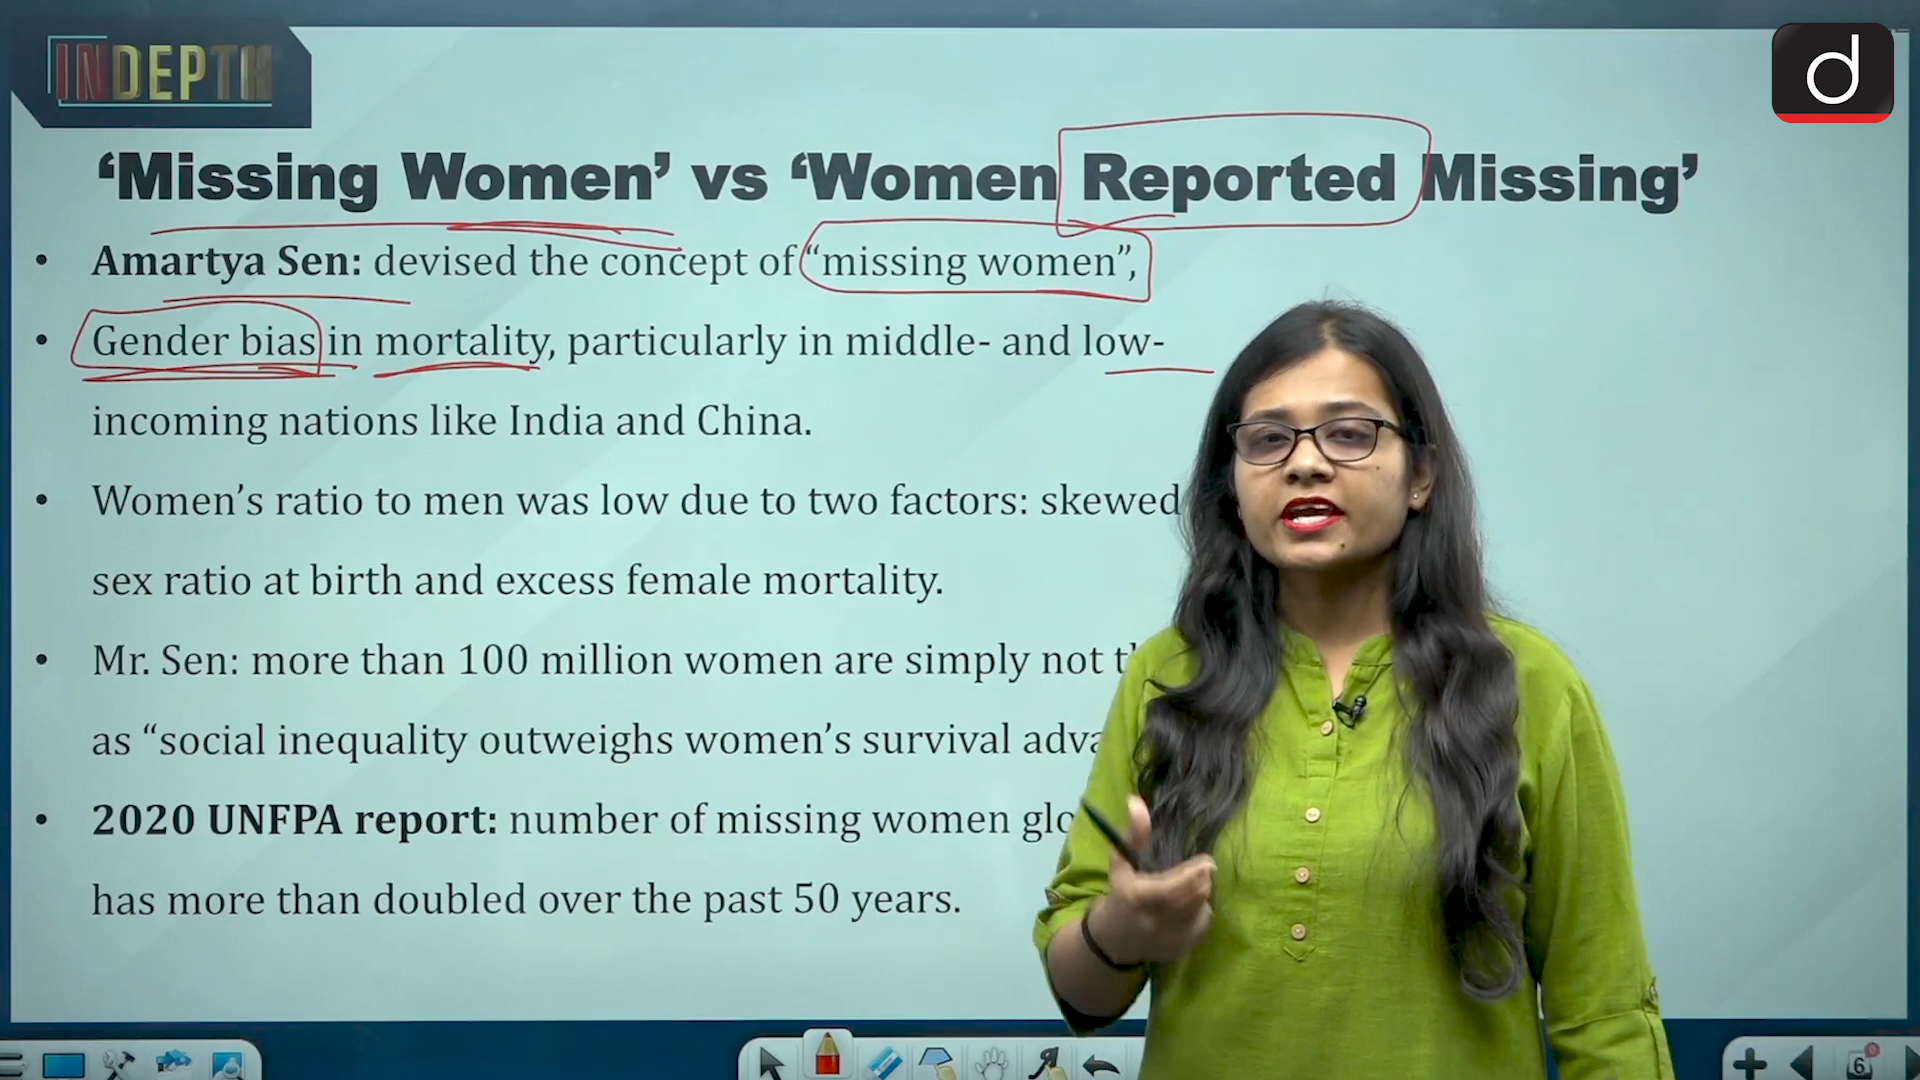 INDEPTH
d
‘Missing Women’ vs ‘Women Reported Missing’
• Amartya Sen: devised the concept of “missing women”,
• Gender bias in mortality, particularly in middle- and low-
incoming nations like India and China.
• Women’s ratio to men was low due to two factors: skewed
sex ratio at birth and excess female mortality.
• Mr. Sen: more than 100 million women are simply not
as “social inequality outweighs women’s survival
• 2020 UNFPA report: number of missing women
has more than doubled over the past 50 years.
6